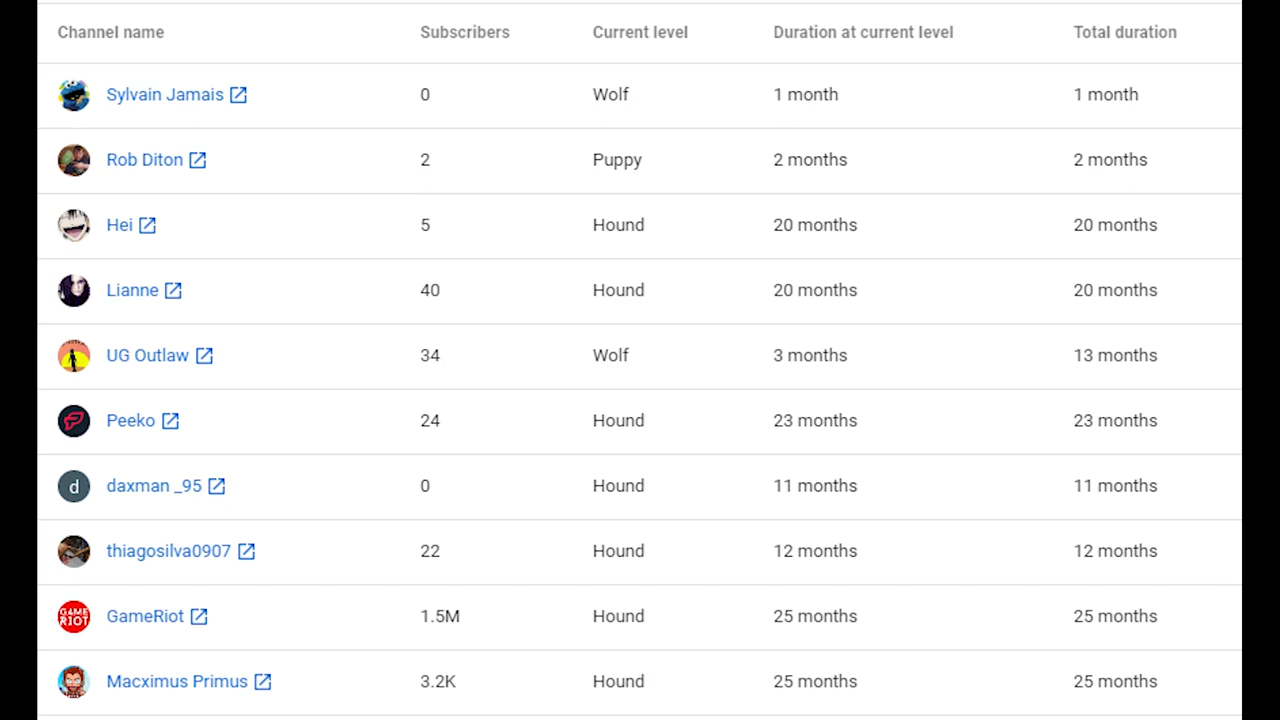 Channel name Subscribers Current level Duration at current level Total duration
Sylvain Jamais 0 Wolf 1 month 1 month
Rob Diton 2 Puppy 2 months 2 months
Hei 5 Hound 20 months 20 months
Lianne 40 Hound 20 months 20 months
UG Outlaw 34 Wolf 3 months 13 months
Peeko 24 Hound 23 months 23 months
d daxman _95 0 Hound 11 months 11 months
thiagosilva0907 22 Hound 12 months 12 months
GAME RIOT GameRiot 1.5M Hound 25 months 25 months
Macximus Primus 3.2K Hound 25 months 25 months